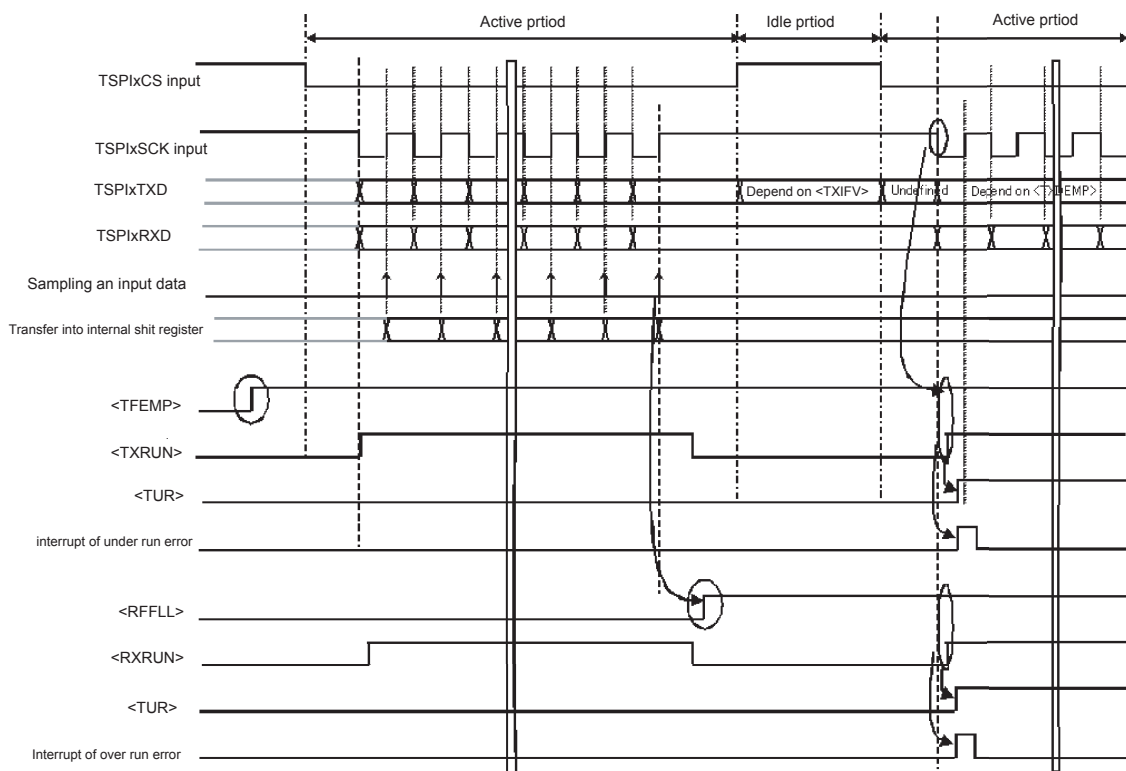 Active prtiod
Idle prtiod
Active prtiod
TSPIxCS input
TSPIxSCK input
TSPIxTXD
Depend on <TXIFV>
Undefined
Depend on <TXDEMP>
TSPIxRXD
Sampling an input data
Transfer into internal shit register
<TFEMP>
<TXRUN>
<TUR>
interrupt of under run error
<RFFLL>
<RXRUN>
<TUR>
Interrupt of over run error